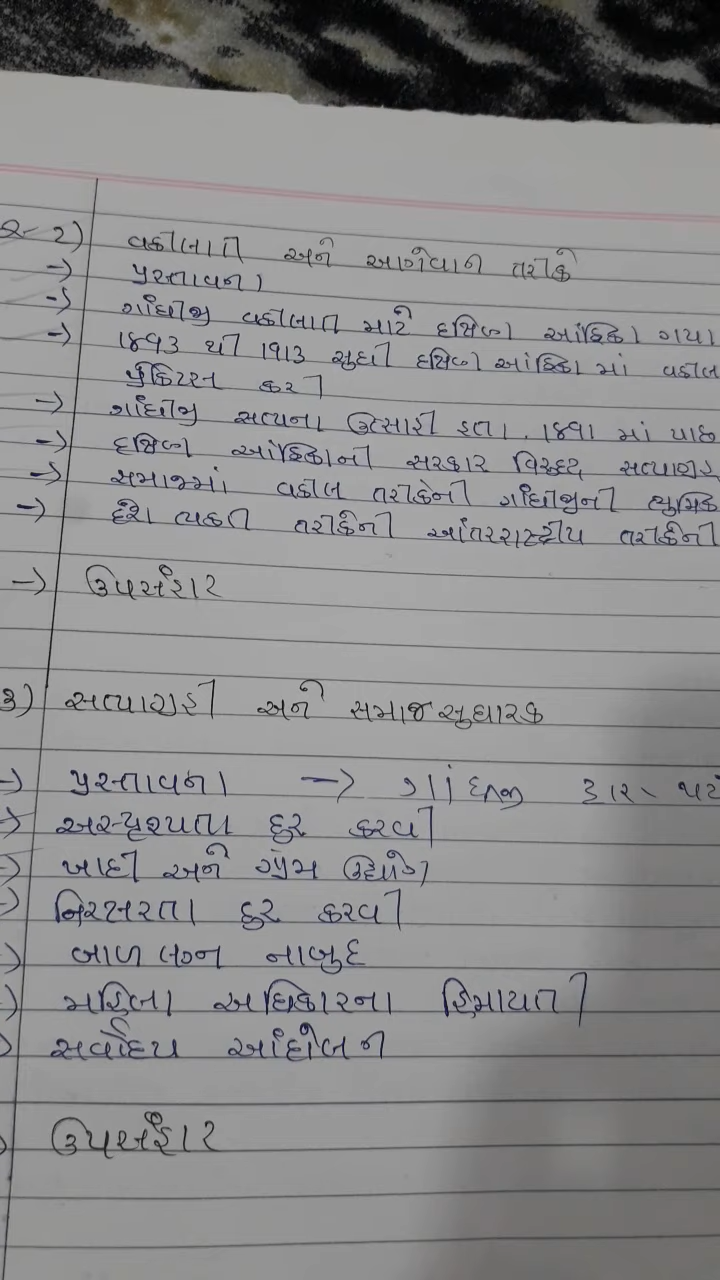 2) વકીલાત અને આગેવાન તરીકે
→ પ્રસ્તાવના
→ ગાંધીજી વકીલાત માટે દક્ષિણ આફ્રિકા ગયા
→ 1893 થી 1913 સુધી દક્ષિણ આફ્રિકા માં વકીલ
પ્રેક્ટિસ કરી
→ ગાંધીજી સત્યના હતા. 1891 માં પાછ
→ દક્ષિણ આફ્રિકાની સરકાર વિરુદ્ધ સત્યાગ્રહ
→ સમાજમાં વકીલ તરીકેની ગાંધીજીની ભૂમિક
→ તરીકેની આંતરરાષ્ટ્રીય તરીકેની
→ ઉપસંહાર
3) સત્યાગ્રહી અને સમાજસુધારક
→ પ્રસ્તાવના → ગાંધીજી
→ અસ્પૃશ્યતા દુર કરવી
→ ખાદી અને ગ્રામ ઉદ્યોગ
→ નિરક્ષરતા દુર કરવી
→ બાળ લગ્ન નાબુદ
→ મહિલા અધિકારના હિમાયતી
→ સર્વોદય આંદોલન
→ ઉપસંહાર